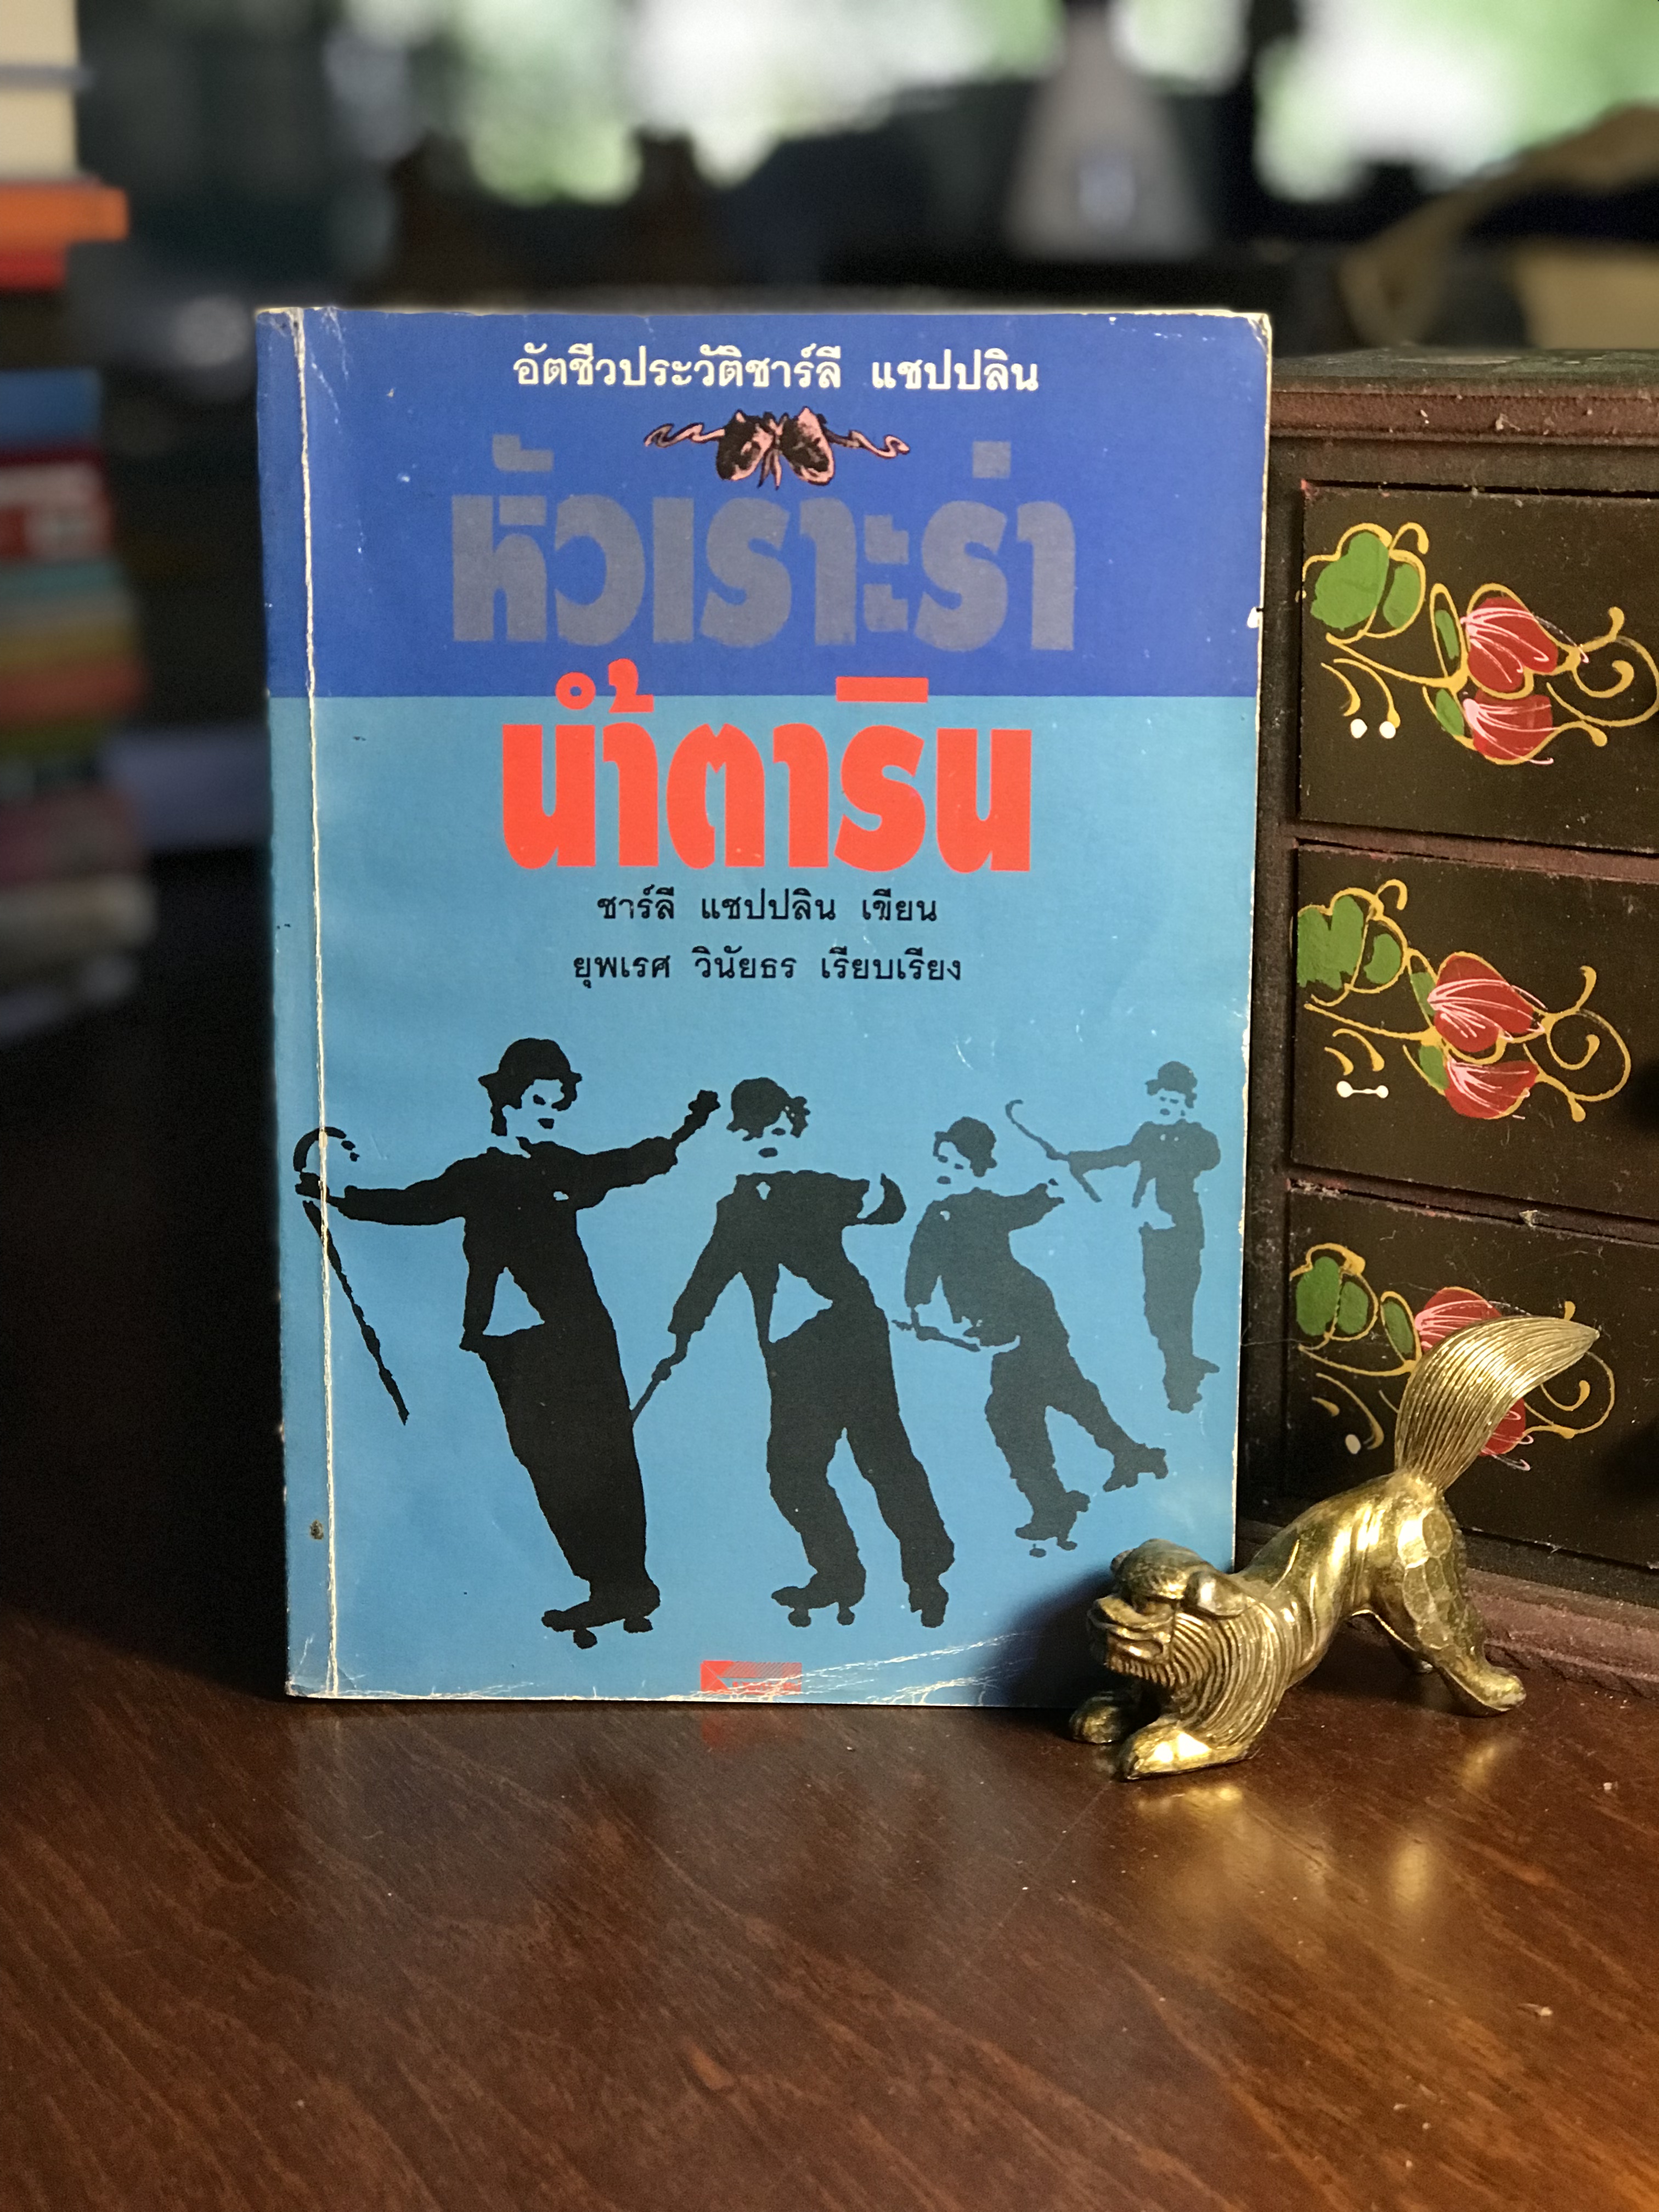 อัตชีวประวัติชาร์ลี แชปปลิน
หัวเราะร่า
น้ำตาริน
ชาร์ลี แชปปลิน เขียน
ยุพเรศ วินัยธร เรียบเรียง